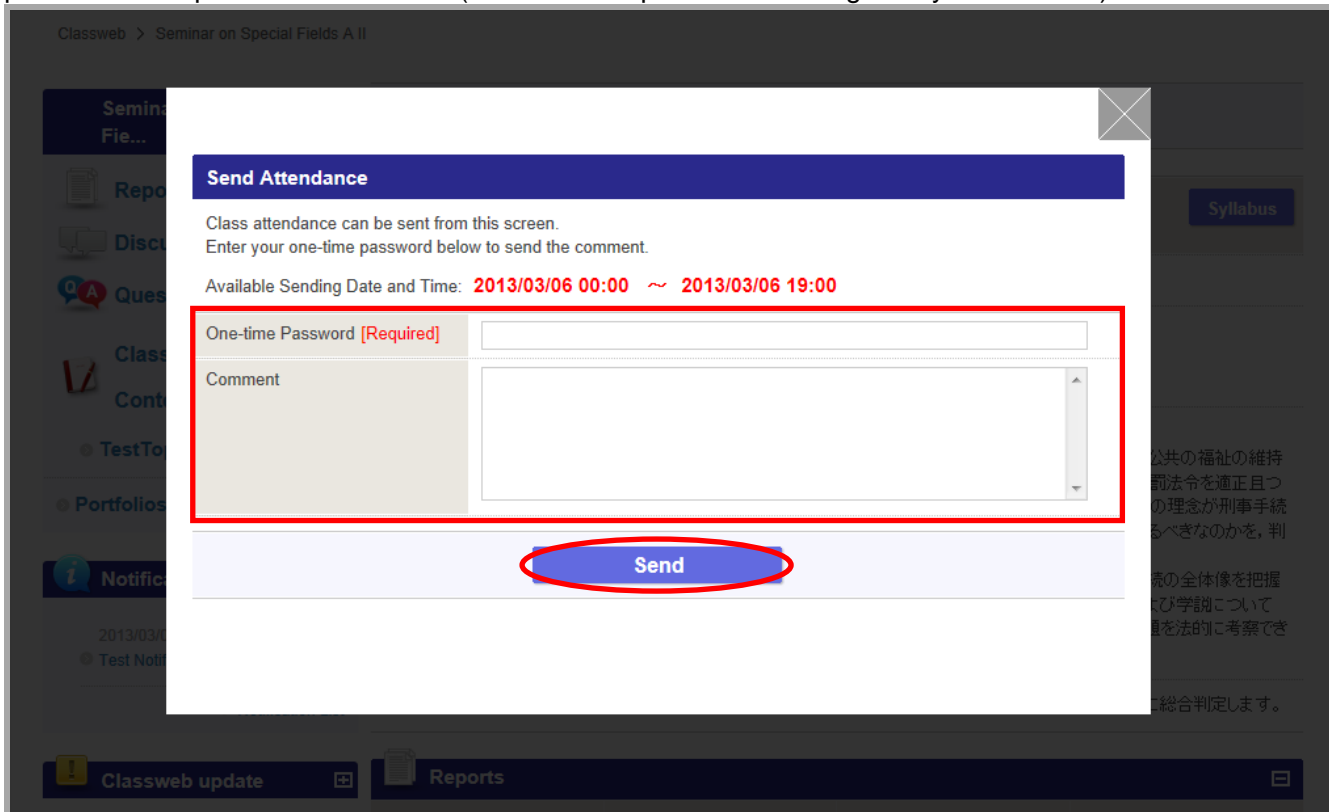 Classweb > Seminar on Special Fields A II
Semina
Fie...
Send Attendance
Repo
Syllabus
Class attendance can be sent from this screen.
Discu
Enter your one-time password below to send the comment.
Ques
Available Sending Date and Time: 2013/03/06 00:00 ～ 2013/03/06 19:00
One-time Password [Required]
Class
Comment
Conte
TestTo
公共の福祉の維持
罰法令を適正且つ
Portfolios
の理念が刑事手続
るべきなのかを，判
Send
Notifica
続の全体像を把握
よび学説について
2013/03/0
題を法的に考察でき
Test Notif
に総合判定します。
Classweb update
Reports